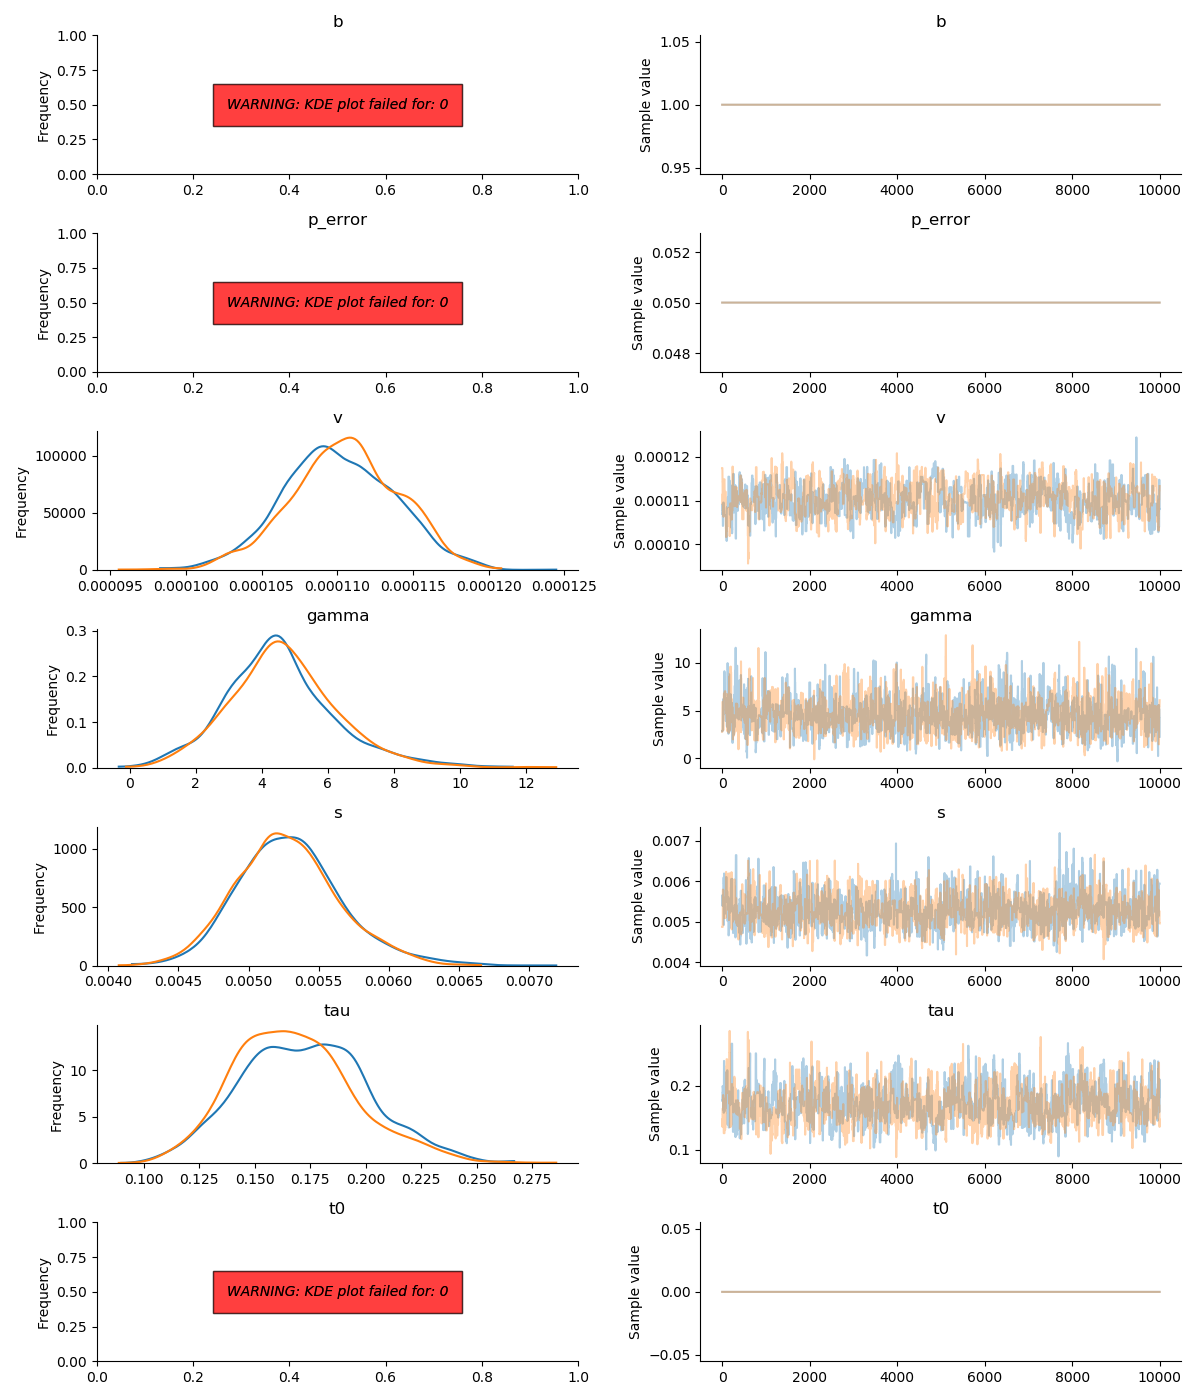 b
b
1.00
0.75
0.50
0.25
0.00
Frequency
WARNING: KDE plot failed for: 0
0.0 0.2 0.4 0.6 0.8 1.0
1.05
1.00
0.95
Sample value
0 2000 4000 6000 8000 10000
p_error
p_error
1.00
0.75
0.50
0.25
0.00
Frequency
WARNING: KDE plot failed for: 0
0.0 0.2 0.4 0.6 0.8 1.0
0.052
0.050
0.048
Sample value
0 2000 4000 6000 8000 10000
v
v
100000
50000
0
Frequency
0.000095 0.000100 0.000105 0.000110 0.000115 0.000120 0.000125
0.00012
0.00011
0.00010
Sample value
0 2000 4000 6000 8000 10000
gamma
gamma
0.3
0.2
0.1
0.0
Frequency
0 2 4 6 8 10 12
10
5
0
Sample value
0 2000 4000 6000 8000 10000
s
s
1000
500
0
Frequency
0.0040 0.0045 0.0050 0.0055 0.0060 0.0065 0.0070
0.007
0.006
0.005
0.004
Sample value
0 2000 4000 6000 8000 10000
tau
tau
10
5
0
Frequency
0.100 0.125 0.150 0.175 0.200 0.225 0.250 0.275
0.2
0.1
Sample value
0 2000 4000 6000 8000 10000
t0
t0
1.00
0.75
0.50
0.25
0.00
Frequency
WARNING: KDE plot failed for: 0
0.0 0.2 0.4 0.6 0.8 1.0
0.05
0.00
−0.05
Sample value
0 2000 4000 6000 8000 10000